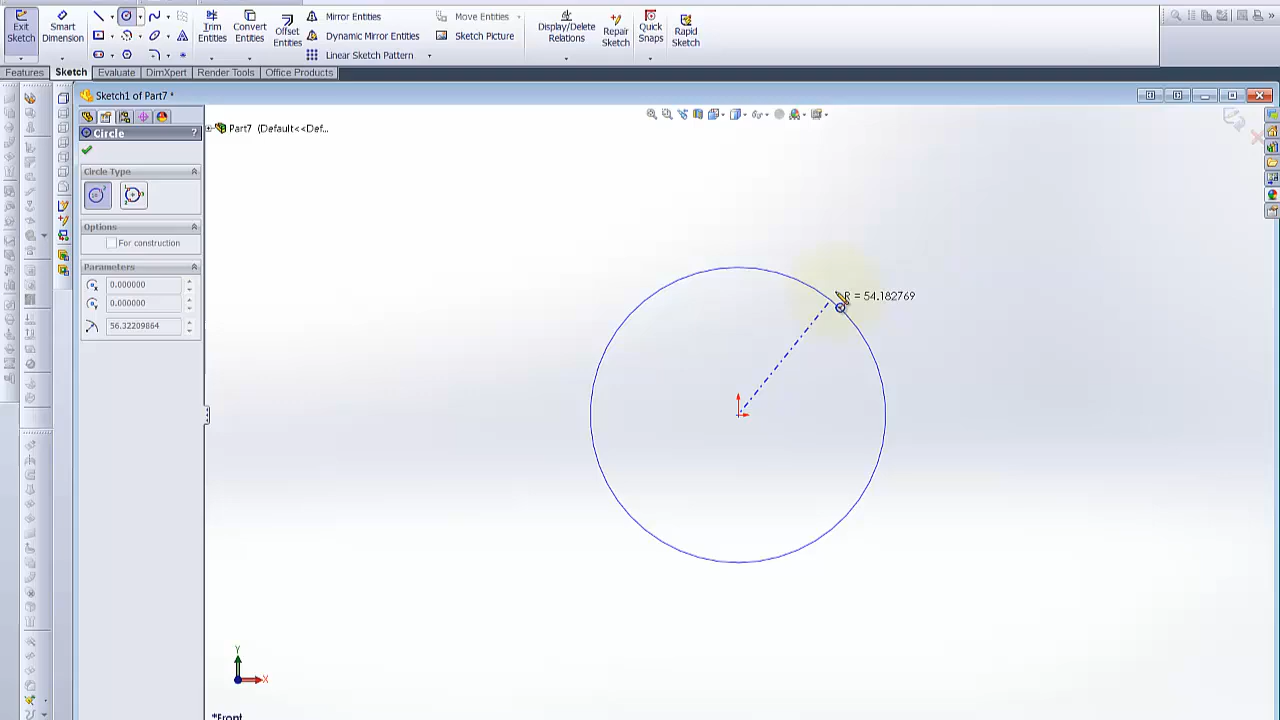 Exit Sketch
Smart Dimension
Trim Entities
Convert Entities
Offset Entities
Mirror Entities
Dynamic Mirror Entities
Linear Sketch Pattern
Move Entities
Sketch Picture
Display/Delete Relations
Repair Sketch
Quick Snaps
Rapid Sketch
Features
Sketch
Evaluate
DimXpert
Render Tools
Office Products
Sketch1 of Part7 *
Circle
?
Part7 (Default<<Def...
Circle Type
Options
For construction
Parameters
0.000000
0.000000
56.32209864
R = 54.182769
Y
X
*Front